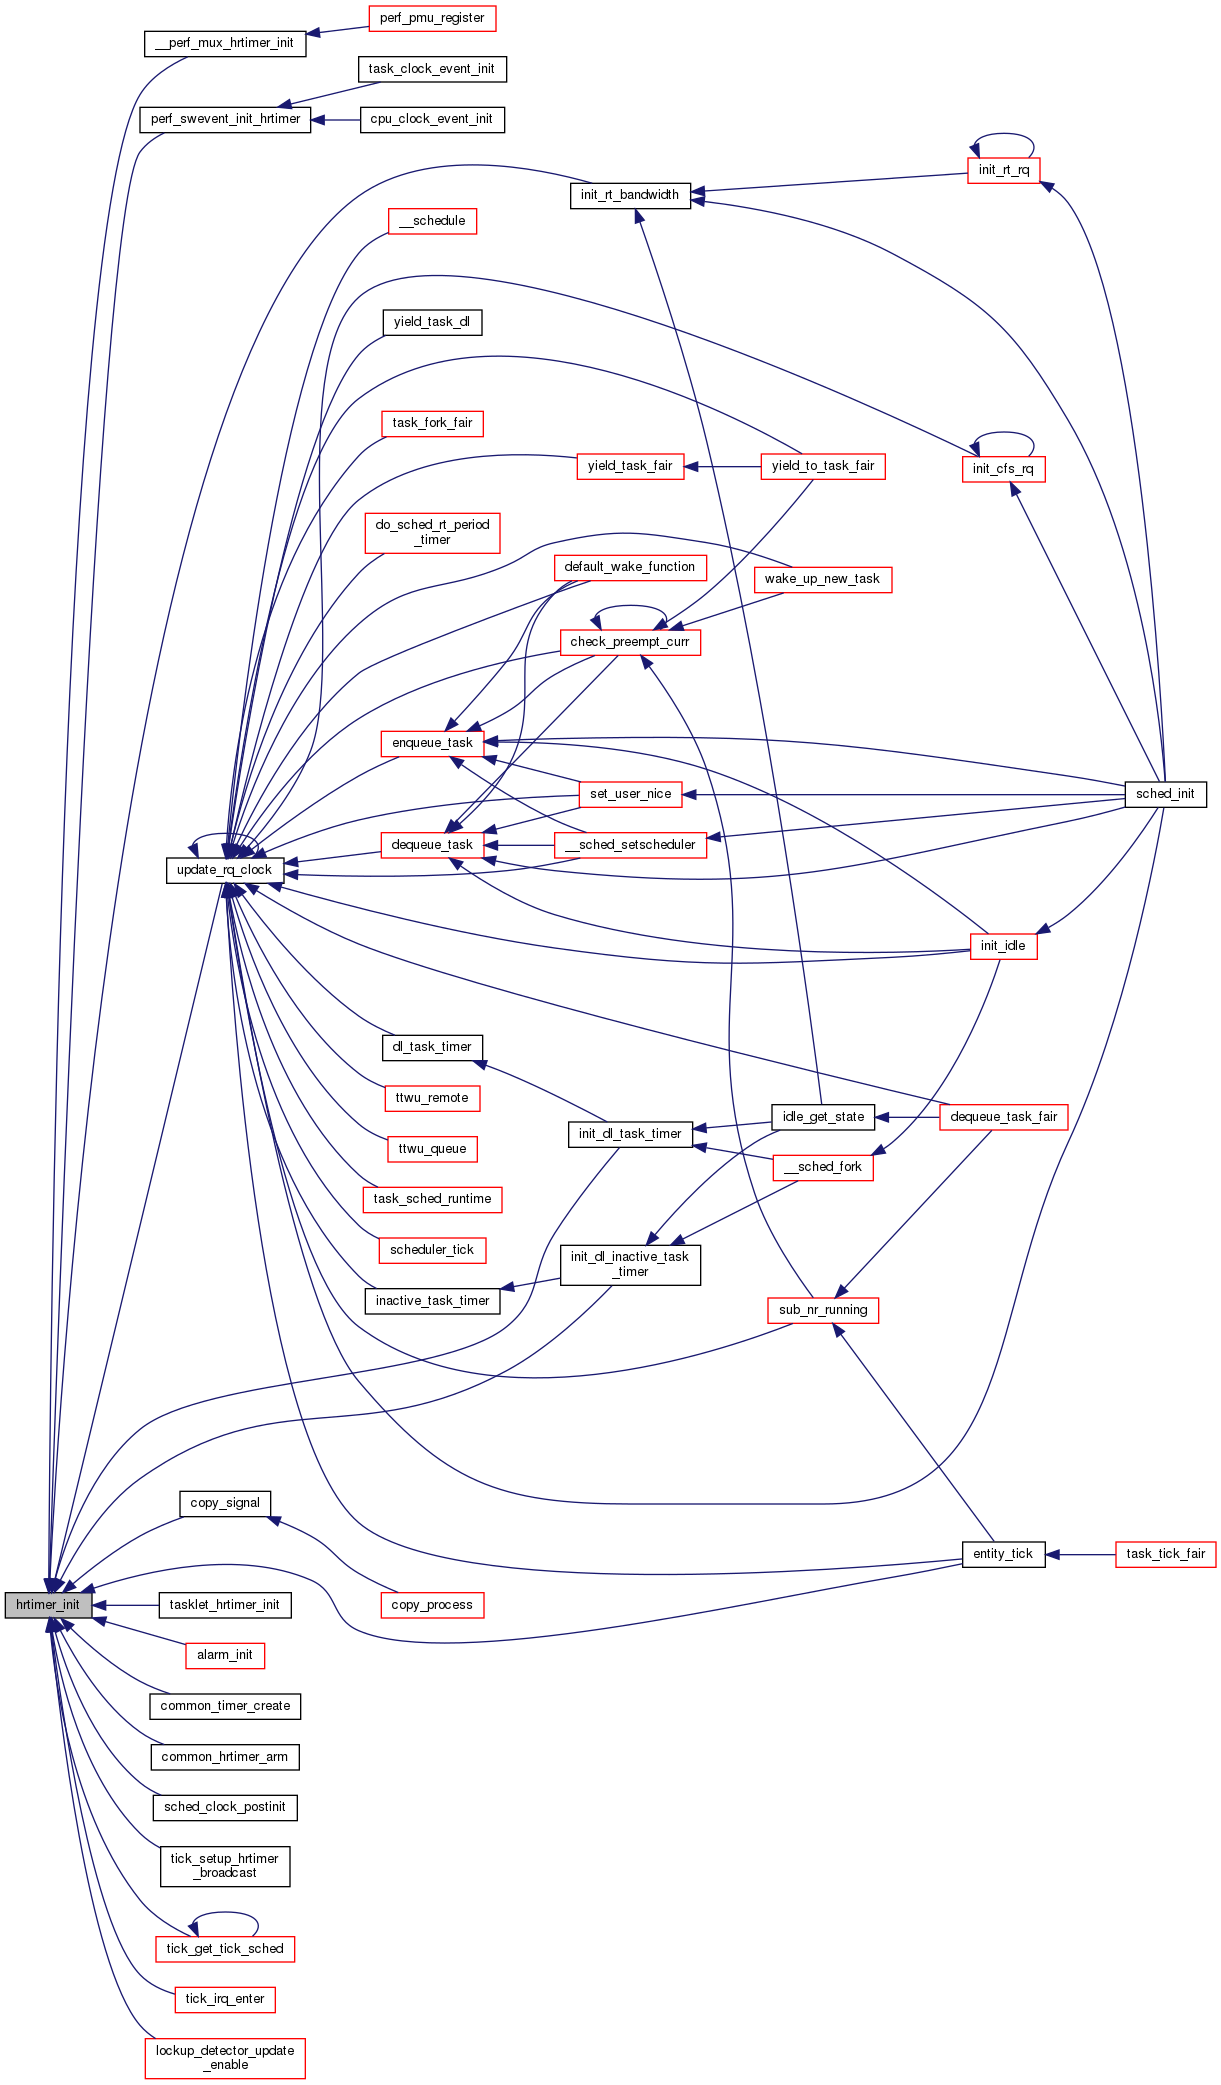 perf_pmu_register
__perf_mux_hrtimer_init
task_clock_event_init
perf_swevent_init_hrtimer
cpu_clock_event_init
init_rt_rq
init_rt_bandwidth
__schedule
yield_task_dl
task_fork_fair
yield_task_fair
yield_to_task_fair
init_cfs_rq
do_sched_rt_period
_timer
default_wake_function
wake_up_new_task
check_preempt_curr
enqueue_task
set_user_nice
sched_init
dequeue_task
__sched_setscheduler
update_rq_clock
init_idle
dl_task_timer
ttwu_remote
idle_get_state
dequeue_task_fair
init_dl_task_timer
ttwu_queue
__sched_fork
task_sched_runtime
scheduler_tick
init_dl_inactive_task
_timer
inactive_task_timer
sub_nr_running
copy_signal
entity_tick
task_tick_fair
hrtimer_init
tasklet_hrtimer_init
copy_process
alarm_init
common_timer_create
common_hrtimer_arm
sched_clock_postinit
tick_setup_hrtimer
_broadcast
tick_get_tick_sched
tick_irq_enter
lockup_detector_update
_enable